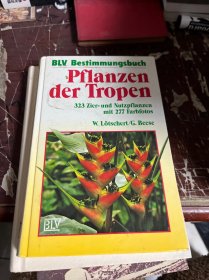 BLV Bestimmungsbuch
Pflanzen
der Tropen
323 Zier- und Nutzpflanzen
mit 277 Farbfotos
W. Lötschert/G. Beese
BLV